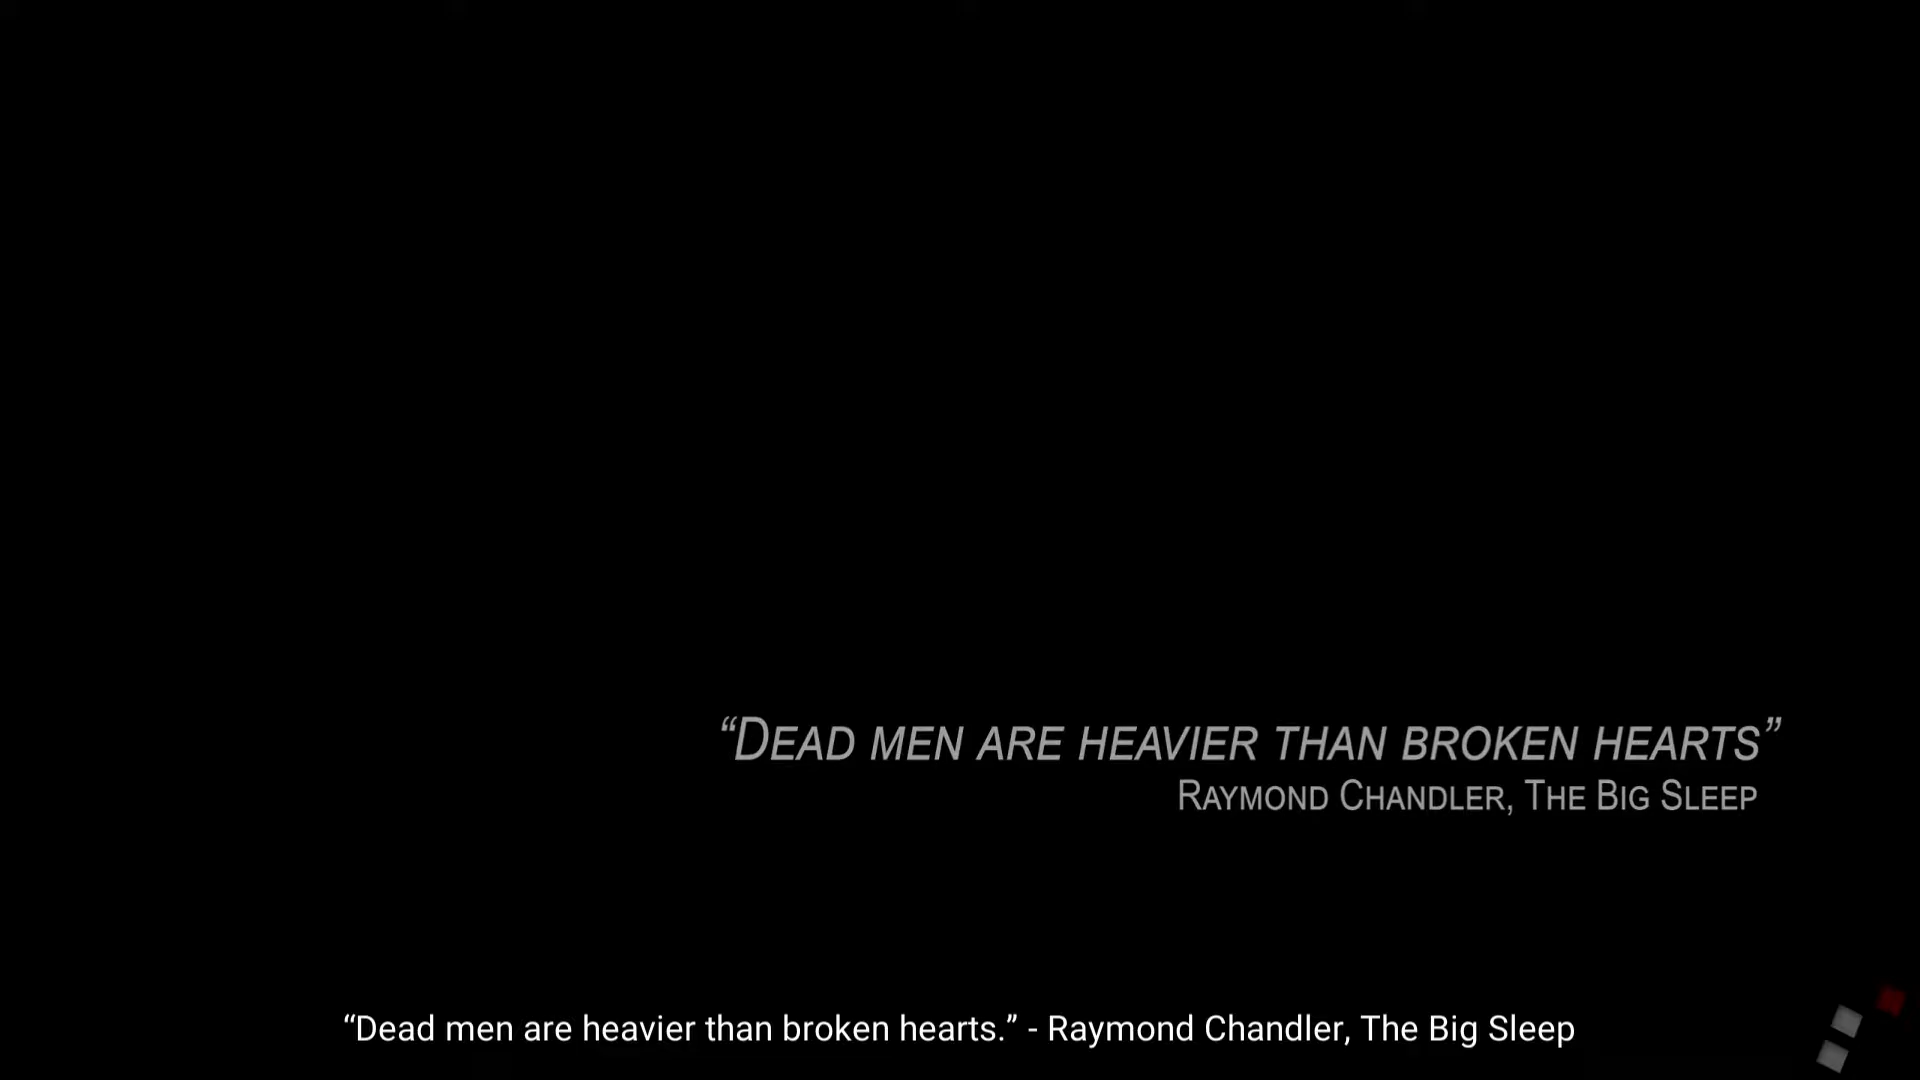 “DEAD MEN ARE HEAVIER THAN BROKEN HEARTS”
RAYMOND CHANDLER, THE BIG SLEEP
“Dead men are heavier than broken hearts.” - Raymond Chandler, The Big Sleep